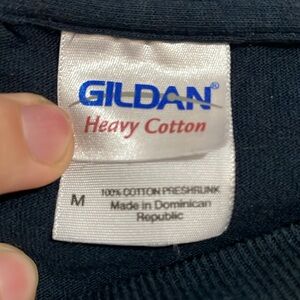 GILDAN®
Heavy Cotton
100% COTTON PRESHRUNK
M Made in Dominican
Republic